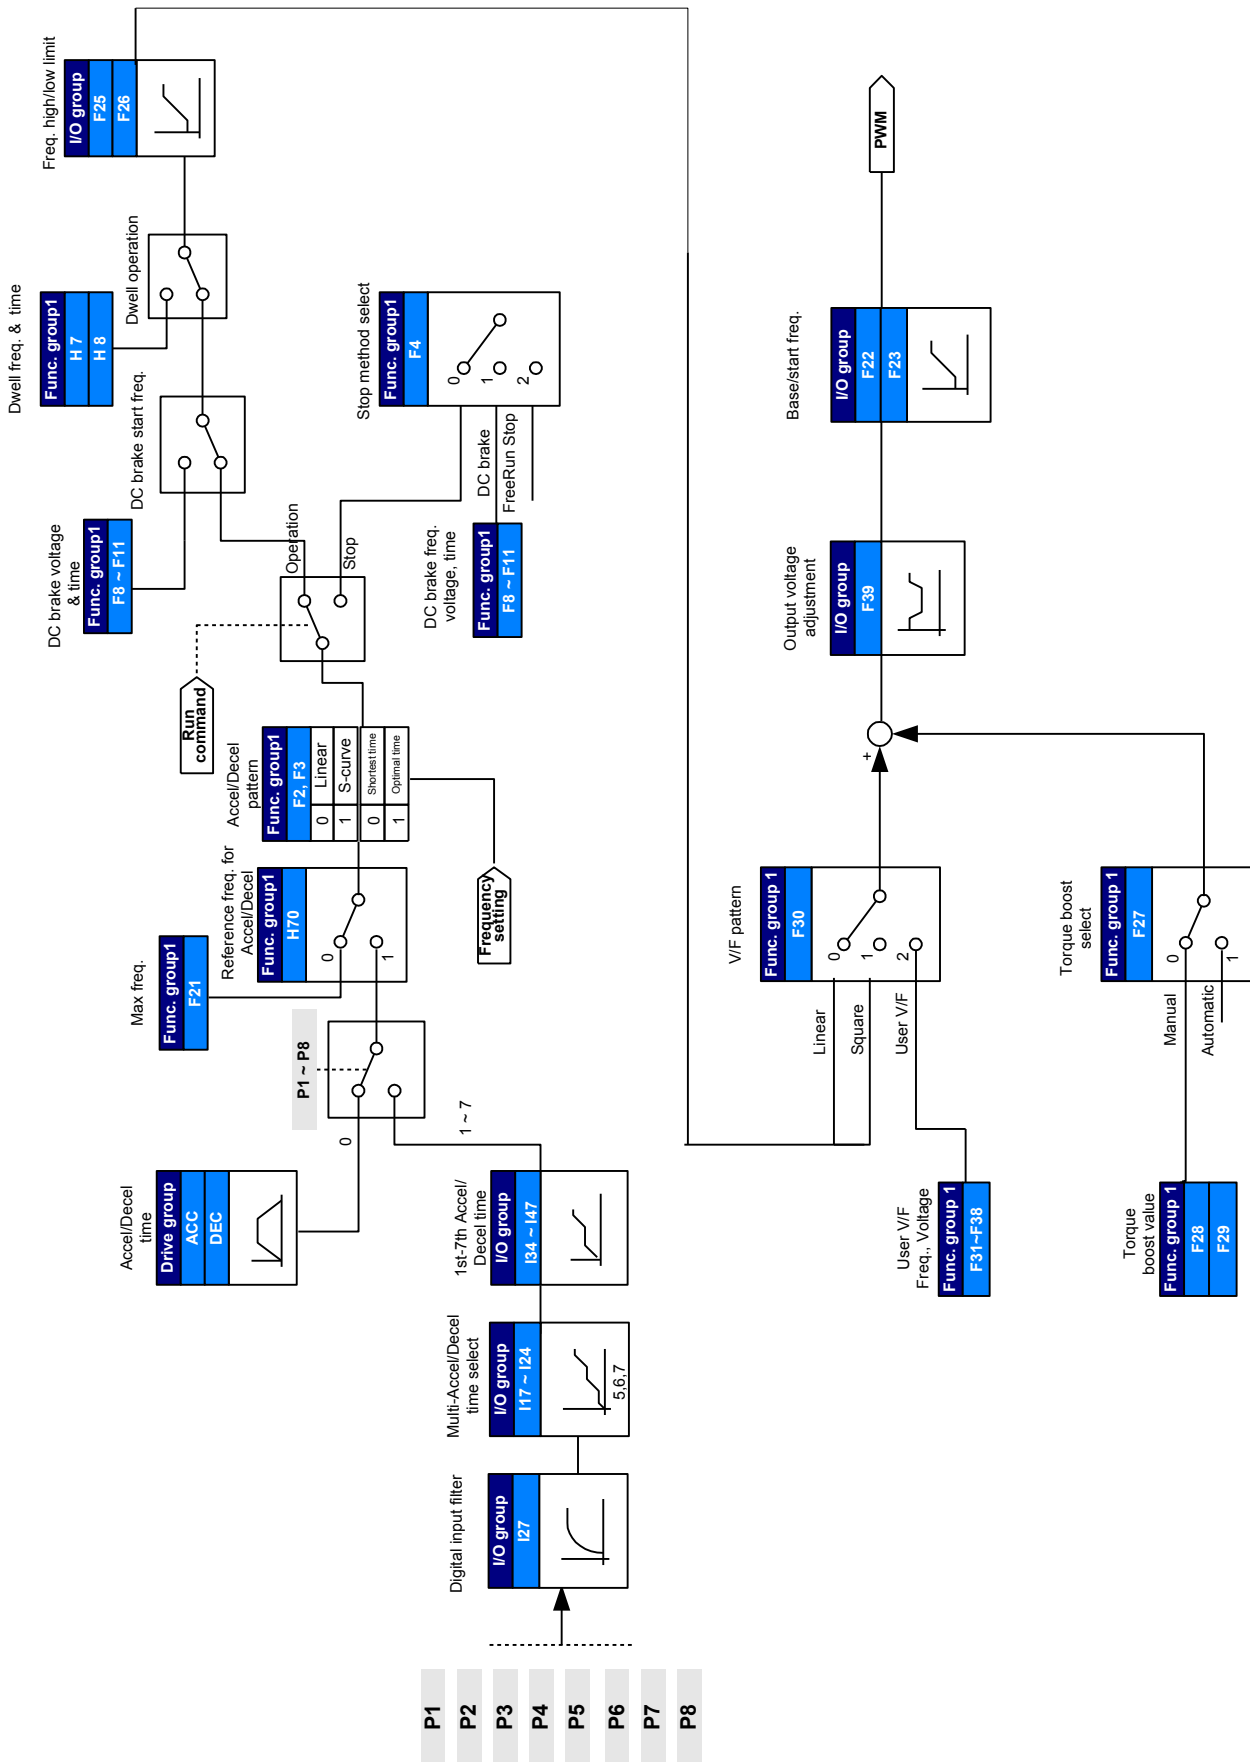 P1
P2
P3
P4
P5
P6
P7
P8
Digital input filter
I/O group
I27
Multi-Accel/Decel
time select
I/O group
I17 ~ I24
5,6,7
1st-7th Accel/
Decel time
I/O group
I34 ~ I47
Accel/Decel
time
Drive group
ACC
DEC
0
1 ~ 7
P1 ~ P8
Max freq.
Func. group1
F21
Reference freq. for
Accel/Decel
Func. group1
H70
0
1
Frequency
setting
Accel/Decel
pattern
Func. group1
F2, F3
0 Linear
1 S-curve
0 Shortest time
1 Optimal time
Run
command
Operation
Stop
DC brake voltage
& time
Func. group1
F8 ~ F11
DC brake start freq.
DC brake freq.
voltage, time
Func. group1
F8 ~ F11
DC brake
FreeRun Stop
Stop method select
Func. group1
F4
0
1
2
Dwell freq. & time
Func. group1
H 7
H 8
Dwell operation
Freq. high/low limit
I/O group
F25
F26
User V/F
Freq., Voltage
Func. group 1
F31~F38
Linear
Square
User V/F
V/F pattern
Func. group 1
F30
0
1
2
+
Output voltage
adjustment
I/O group
F39
Base/start freq.
I/O group
F22
F23
PWM
Torque
boost value
Func. group 1
F28
F29
Manual
Automatic
Torque boost
select
Func. group 1
F27
0
1